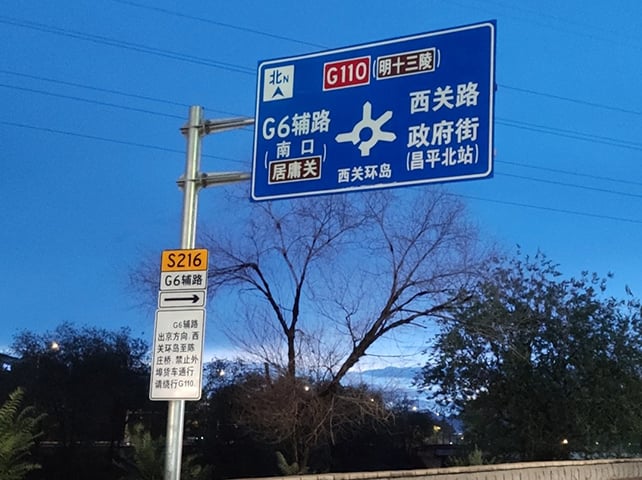 北N
G110 (明十三陵)
G6辅路
(南口
居庸关)
西关路
政府街
(昌平北站)
西关环岛
S216
G6辅路
G6辅路
出京方向,西
关环岛至陈
庄桥,禁止外
埠货车通行
请绕行G110.